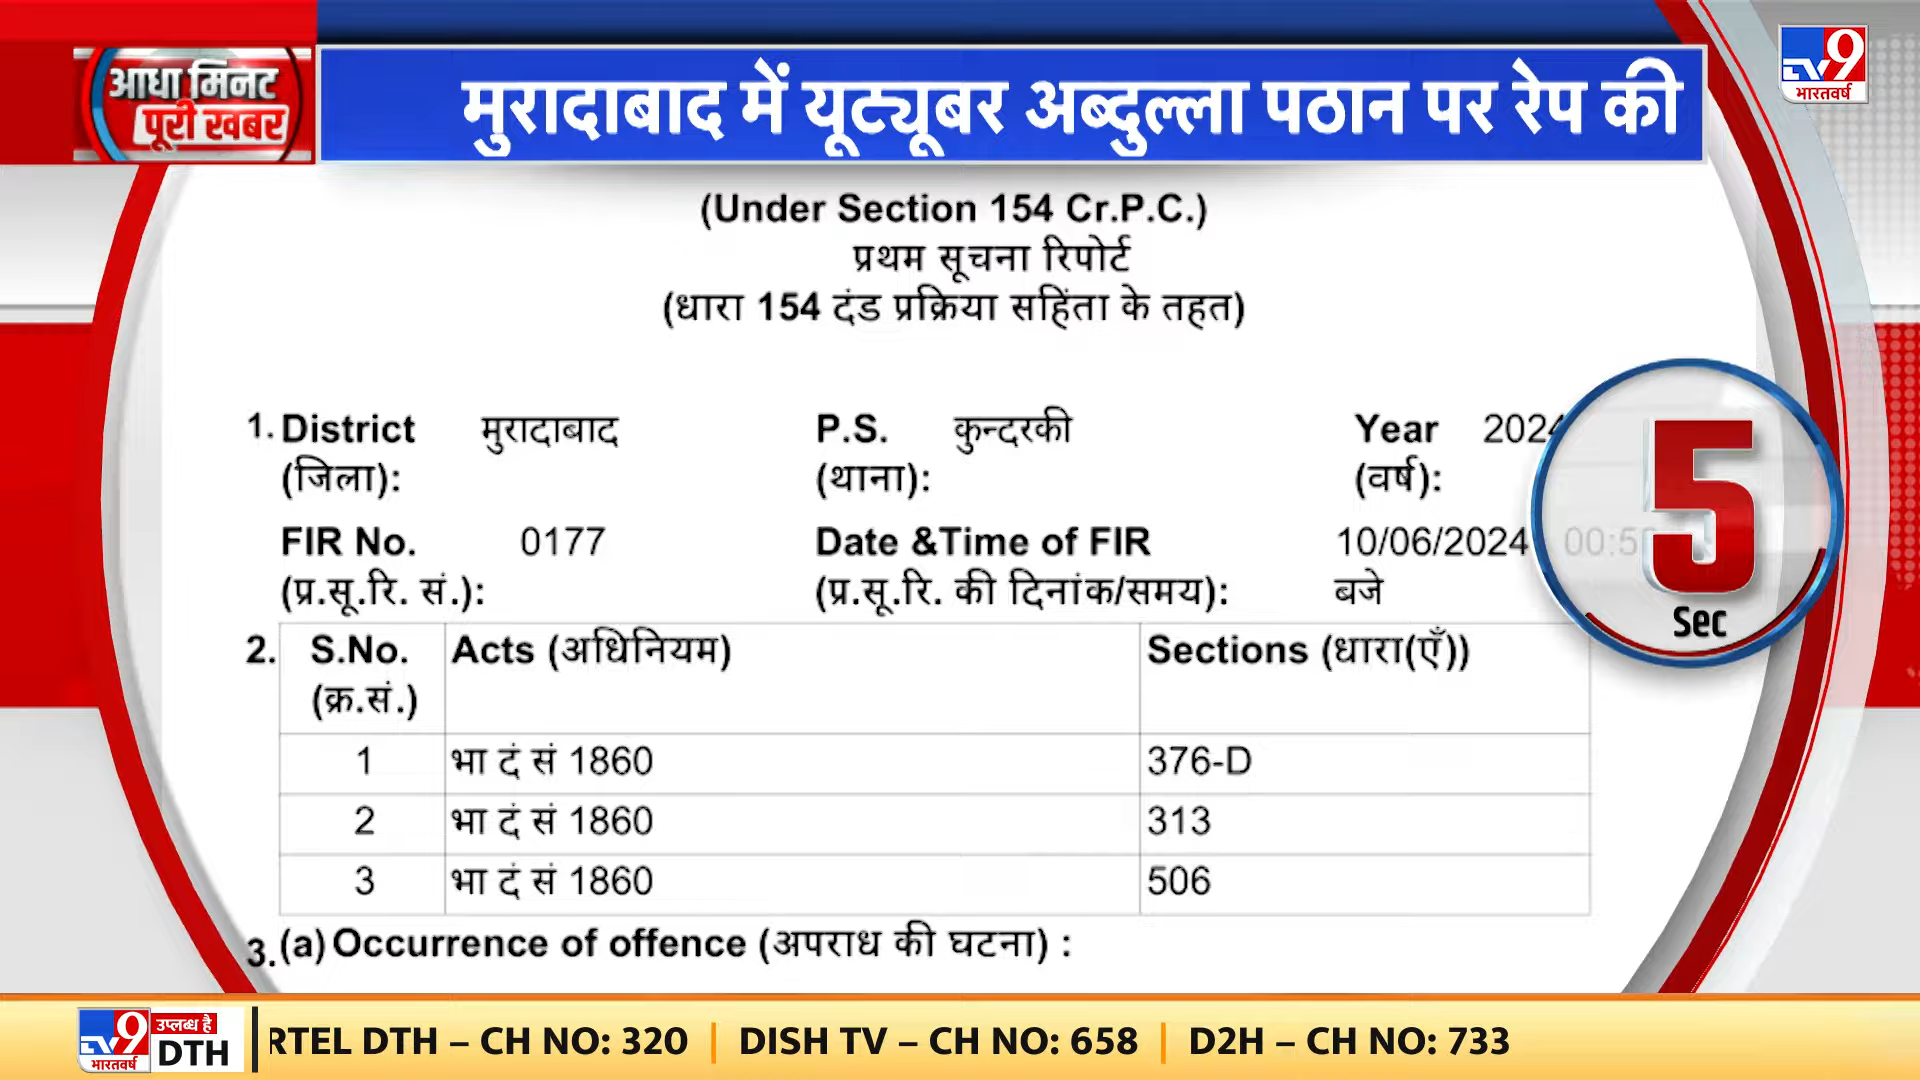 आधा मिनट
पूरी खबर
मुरादाबाद में यूट्यूबर अब्दुल्ला पठान पर रेप की
TV9
भारतवर्ष
(Under Section 154 Cr.P.C.)
प्रथम सूचना रिपोर्ट
(धारा 154 दंड प्रक्रिया सहिंता के तहत)
1. District मुरादाबाद P.S. कुन्दरकी Year 2024
(जिला): (थाना): (वर्ष):
FIR No. 0177 Date &Time of FIR 10/06/2024
(प्र.सू.रि. सं.): (प्र.सू.रि. की दिनांक/समय): बजे
5
Sec
2. S.No. Acts (अधिनियम) Sections (धारा(एँ))
(क्र.सं.)
1 भा दं सं 1860 376-D
2 भा दं सं 1860 313
3 भा दं सं 1860 506
3. (a) Occurrence of offence (अपराध की घटना) :
TV9 उपलब्ध है
भारतवर्ष DTH
RTEL DTH – CH NO: 320 | DISH TV – CH NO: 658 | D2H – CH NO: 733